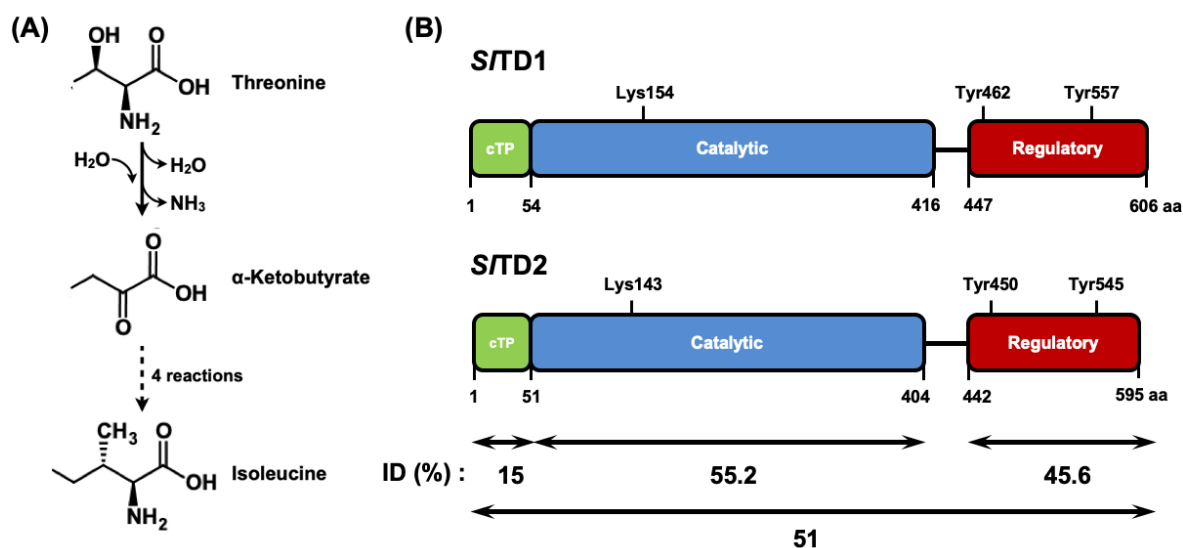 (A)
OH
O
OH
NH₂
Threonine
H₂O
H₂O
NH₃
O
OH
O
α-Ketobutyrate
4 reactions
CH₃
O
OH
NH₂
Isoleucine
(B)
SlTD1
Lys154
Tyr462
Tyr557
cTP
Catalytic
Regulatory
1
54
416
447
606 aa
SlTD2
Lys143
Tyr450
Tyr545
cTP
Catalytic
Regulatory
1
51
404
442
595 aa
ID (%) :
15
55.2
45.6
51